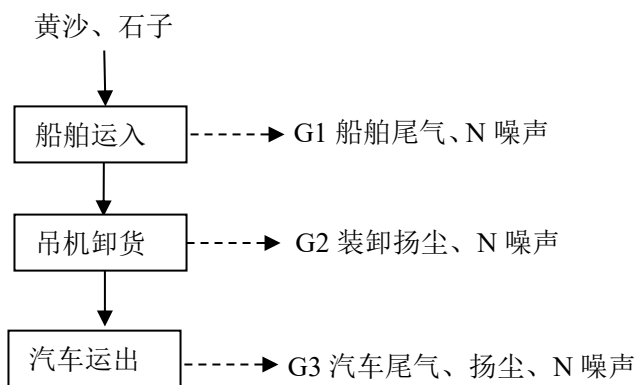 黄沙、石子
船舶运入
G1 船舶尾气、N 噪声
吊机卸货
G2 装卸扬尘、N 噪声
汽车运出
G3 汽车尾气、扬尘、N 噪声